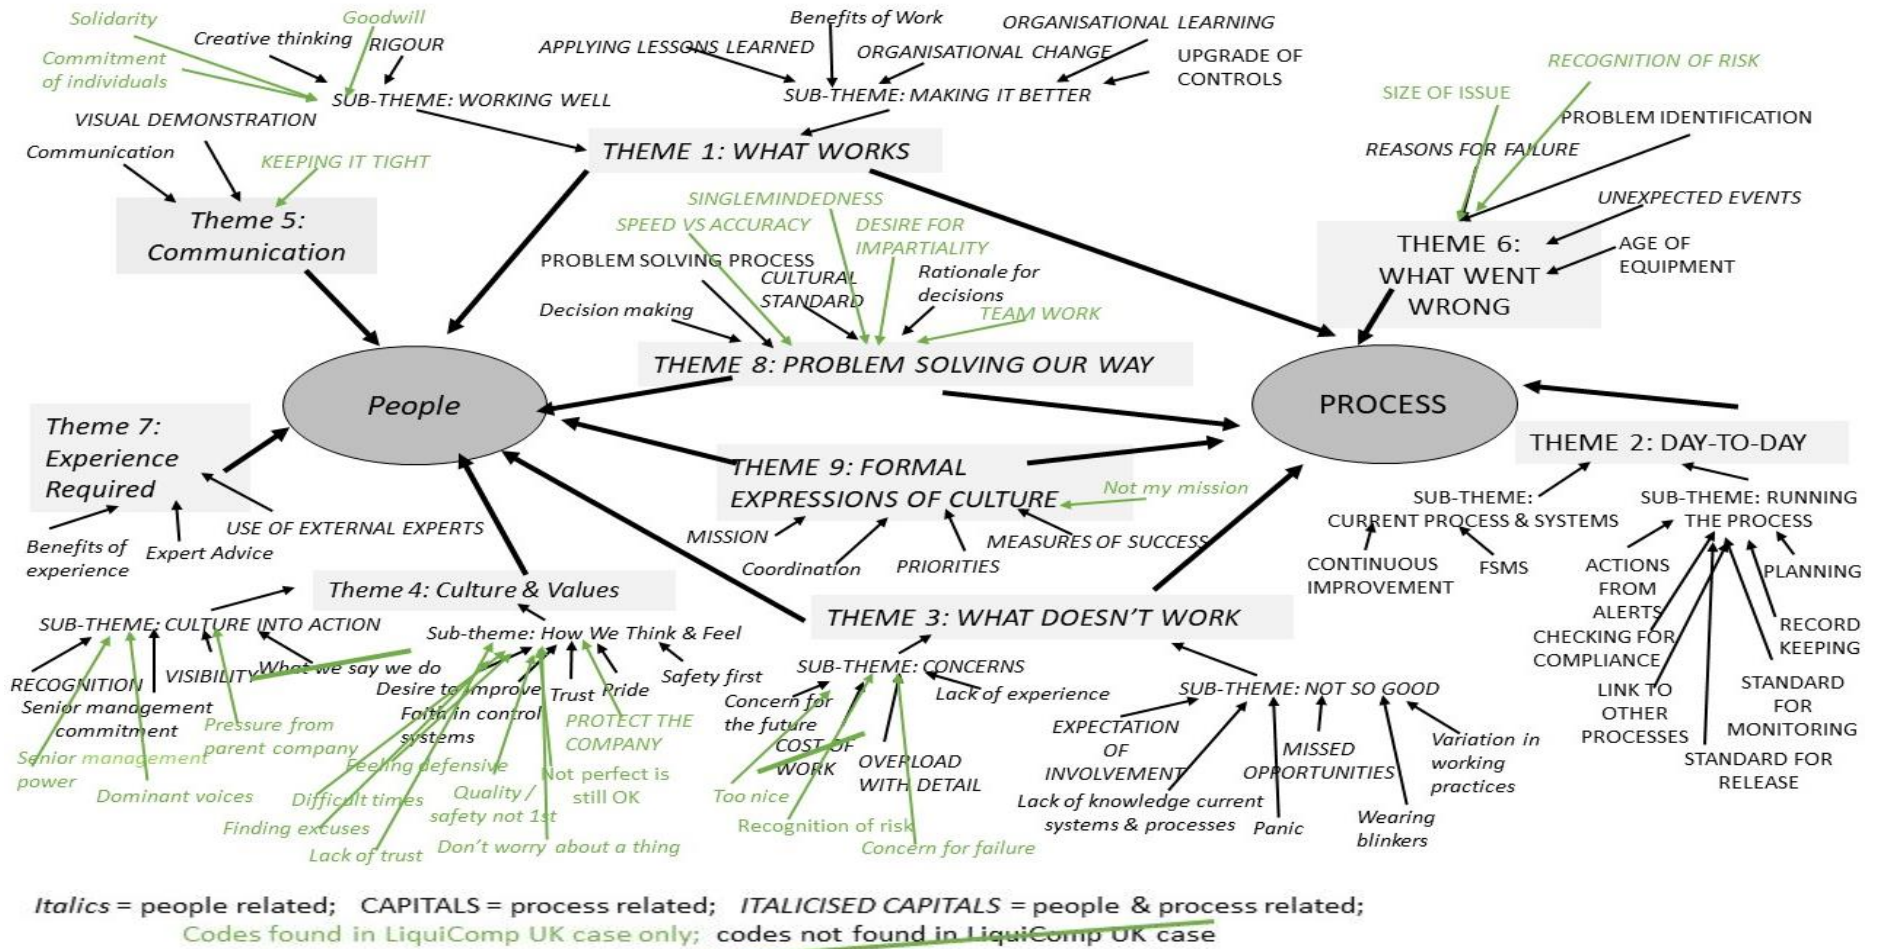 Solidarity
Goodwill
Creative thinking
RIGOUR
Commitment
of individuals
SUB-THEME: WORKING WELL
Benefits of Work
ORGANISATIONAL LEARNING
APPLYING LESSONS LEARNED
ORGANISATIONAL CHANGE
UPGRADE OF
CONTROLS
SUB-THEME: MAKING IT BETTER
VISUAL DEMONSTRATION
Communication
KEEPING IT TIGHT
Theme 5:
Communication
THEME 1: WHAT WORKS
RECOGNITION OF RISK
SIZE OF ISSUE
PROBLEM IDENTIFICATION
REASONS FOR FAILURE
UNEXPECTED EVENTS
AGE OF
EQUIPMENT
THEME 6:
WHAT WENT
WRONG
SINGLEMINDEDNESS
SPEED VS ACCURACY
DESIRE FOR
IMPARTIALITY
PROBLEM SOLVING PROCESS
CULTURAL
STANDARD
Rationale for
decisions
Decision making
TEAM WORK
THEME 8: PROBLEM SOLVING OUR WAY
People
PROCESS
Theme 7:
Experience
Required
USE OF EXTERNAL EXPERTS
Benefits of
experience
Expert Advice
THEME 9: FORMAL
EXPRESSIONS OF CULTURE
Not my mission
MISSION
Coordination
PRIORITIES
MEASURES OF SUCCESS
THEME 2: DAY-TO-DAY
SUB-THEME:
CURRENT PROCESS & SYSTEMS
CONTINUOUS
IMPROVEMENT
FSMS
SUB-THEME: RUNNING
THE PROCESS
ACTIONS
FROM
ALERTS
PLANNING
CHECKING FOR
COMPLIANCE
RECORD
KEEPING
LINK TO
OTHER
PROCESSES
STANDARD
FOR
MONITORING
STANDARD FOR
RELEASE
Theme 4: Culture & Values
SUB-THEME: CULTURE INTO ACTION
RECOGNITION
VISIBILITY
What we say we do
Senior management
commitment
Pressure from
parent company
Senior management
power
Dominant voices
Sub-theme: How We Think & Feel
Desire to improve
Trust
Pride
Safety first
Faith in control
systems
PROTECT THE
COMPANY
Feeling defensive
Not perfect is
still OK
Difficult times
Quality /
safety not 1st
Finding excuses
Lack of trust
Don't worry about a thing
THEME 3: WHAT DOESN'T WORK
SUB-THEME: CONCERNS
Concern for
the future
Lack of experience
COST OF
WORK
OVERLOAD
WITH DETAIL
Too nice
Recognition of risk
Concern for failure
SUB-THEME: NOT SO GOOD
EXPECTATION
OF
INVOLVEMENT
MISSED
OPPORTUNITIES
Variation in
working
practices
Lack of knowledge current
systems & processes
Panic
Wearing
blinkers
Italics = people related; CAPITALS = process related; ITALICISED CAPITALS = people & process related;
Codes found in LiquiComp UK case only; codes not found in LiquiComp UK case